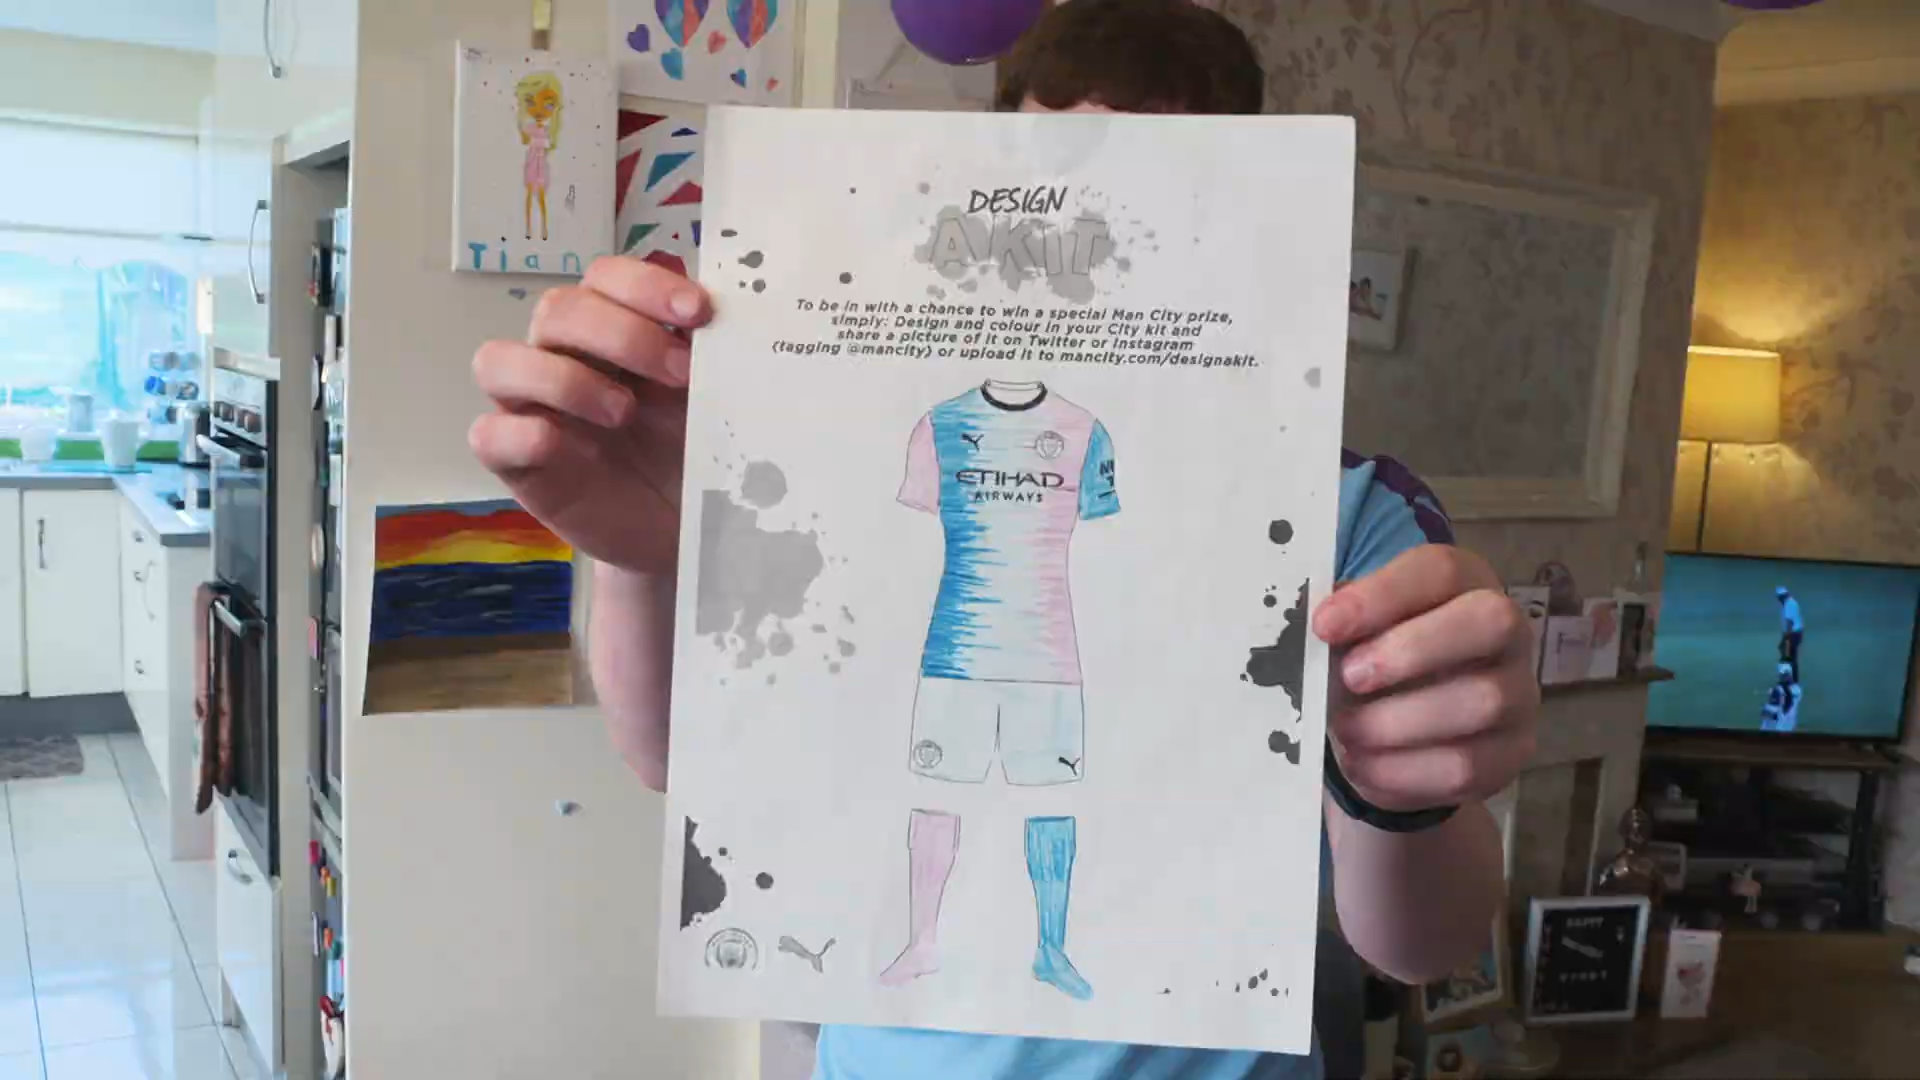 DESIGN
A KIT
To be in with a chance to win a special Man City prize,
simply: Design and colour in your City kit and
share a picture of it on Twitter or Instagram
(tagging @mancity) or upload it to mancity.com/designakit.
ETIHAD
AIRWAYS
Tian
HAPPY